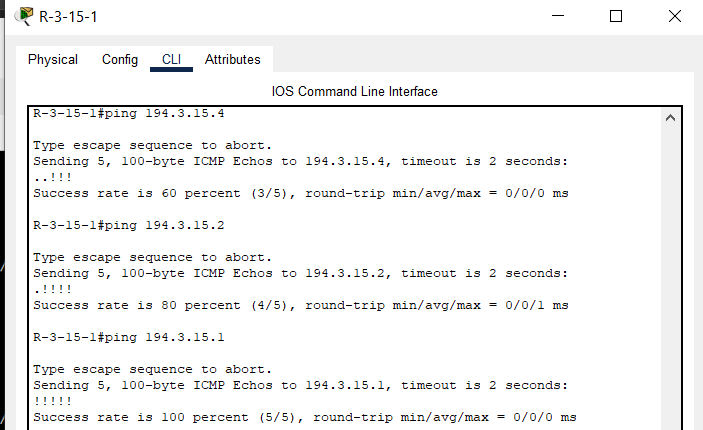 R-3-15-1
Physical Config CLI Attributes
IOS Command Line Interface
R-3-15-1#ping 194.3.15.4
Type escape sequence to abort.
Sending 5, 100-byte ICMP Echos to 194.3.15.4, timeout is 2 seconds:
..!!!
Success rate is 60 percent (3/5), round-trip min/avg/max = 0/0/0 ms
R-3-15-1#ping 194.3.15.2
Type escape sequence to abort.
Sending 5, 100-byte ICMP Echos to 194.3.15.2, timeout is 2 seconds:
.!!!!
Success rate is 80 percent (4/5), round-trip min/avg/max = 0/0/1 ms
R-3-15-1#ping 194.3.15.1
Type escape sequence to abort.
Sending 5, 100-byte ICMP Echos to 194.3.15.1, timeout is 2 seconds:
!!!!!
Success rate is 100 percent (5/5), round-trip min/avg/max = 0/0/0 ms